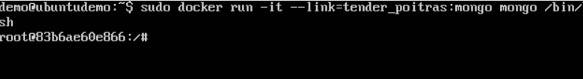 demo@ubuntudemo:~$ sudo docker run -it --link=tender_poitras:mongo mongo /bin/
sh
root@83b6ae60e866:/#